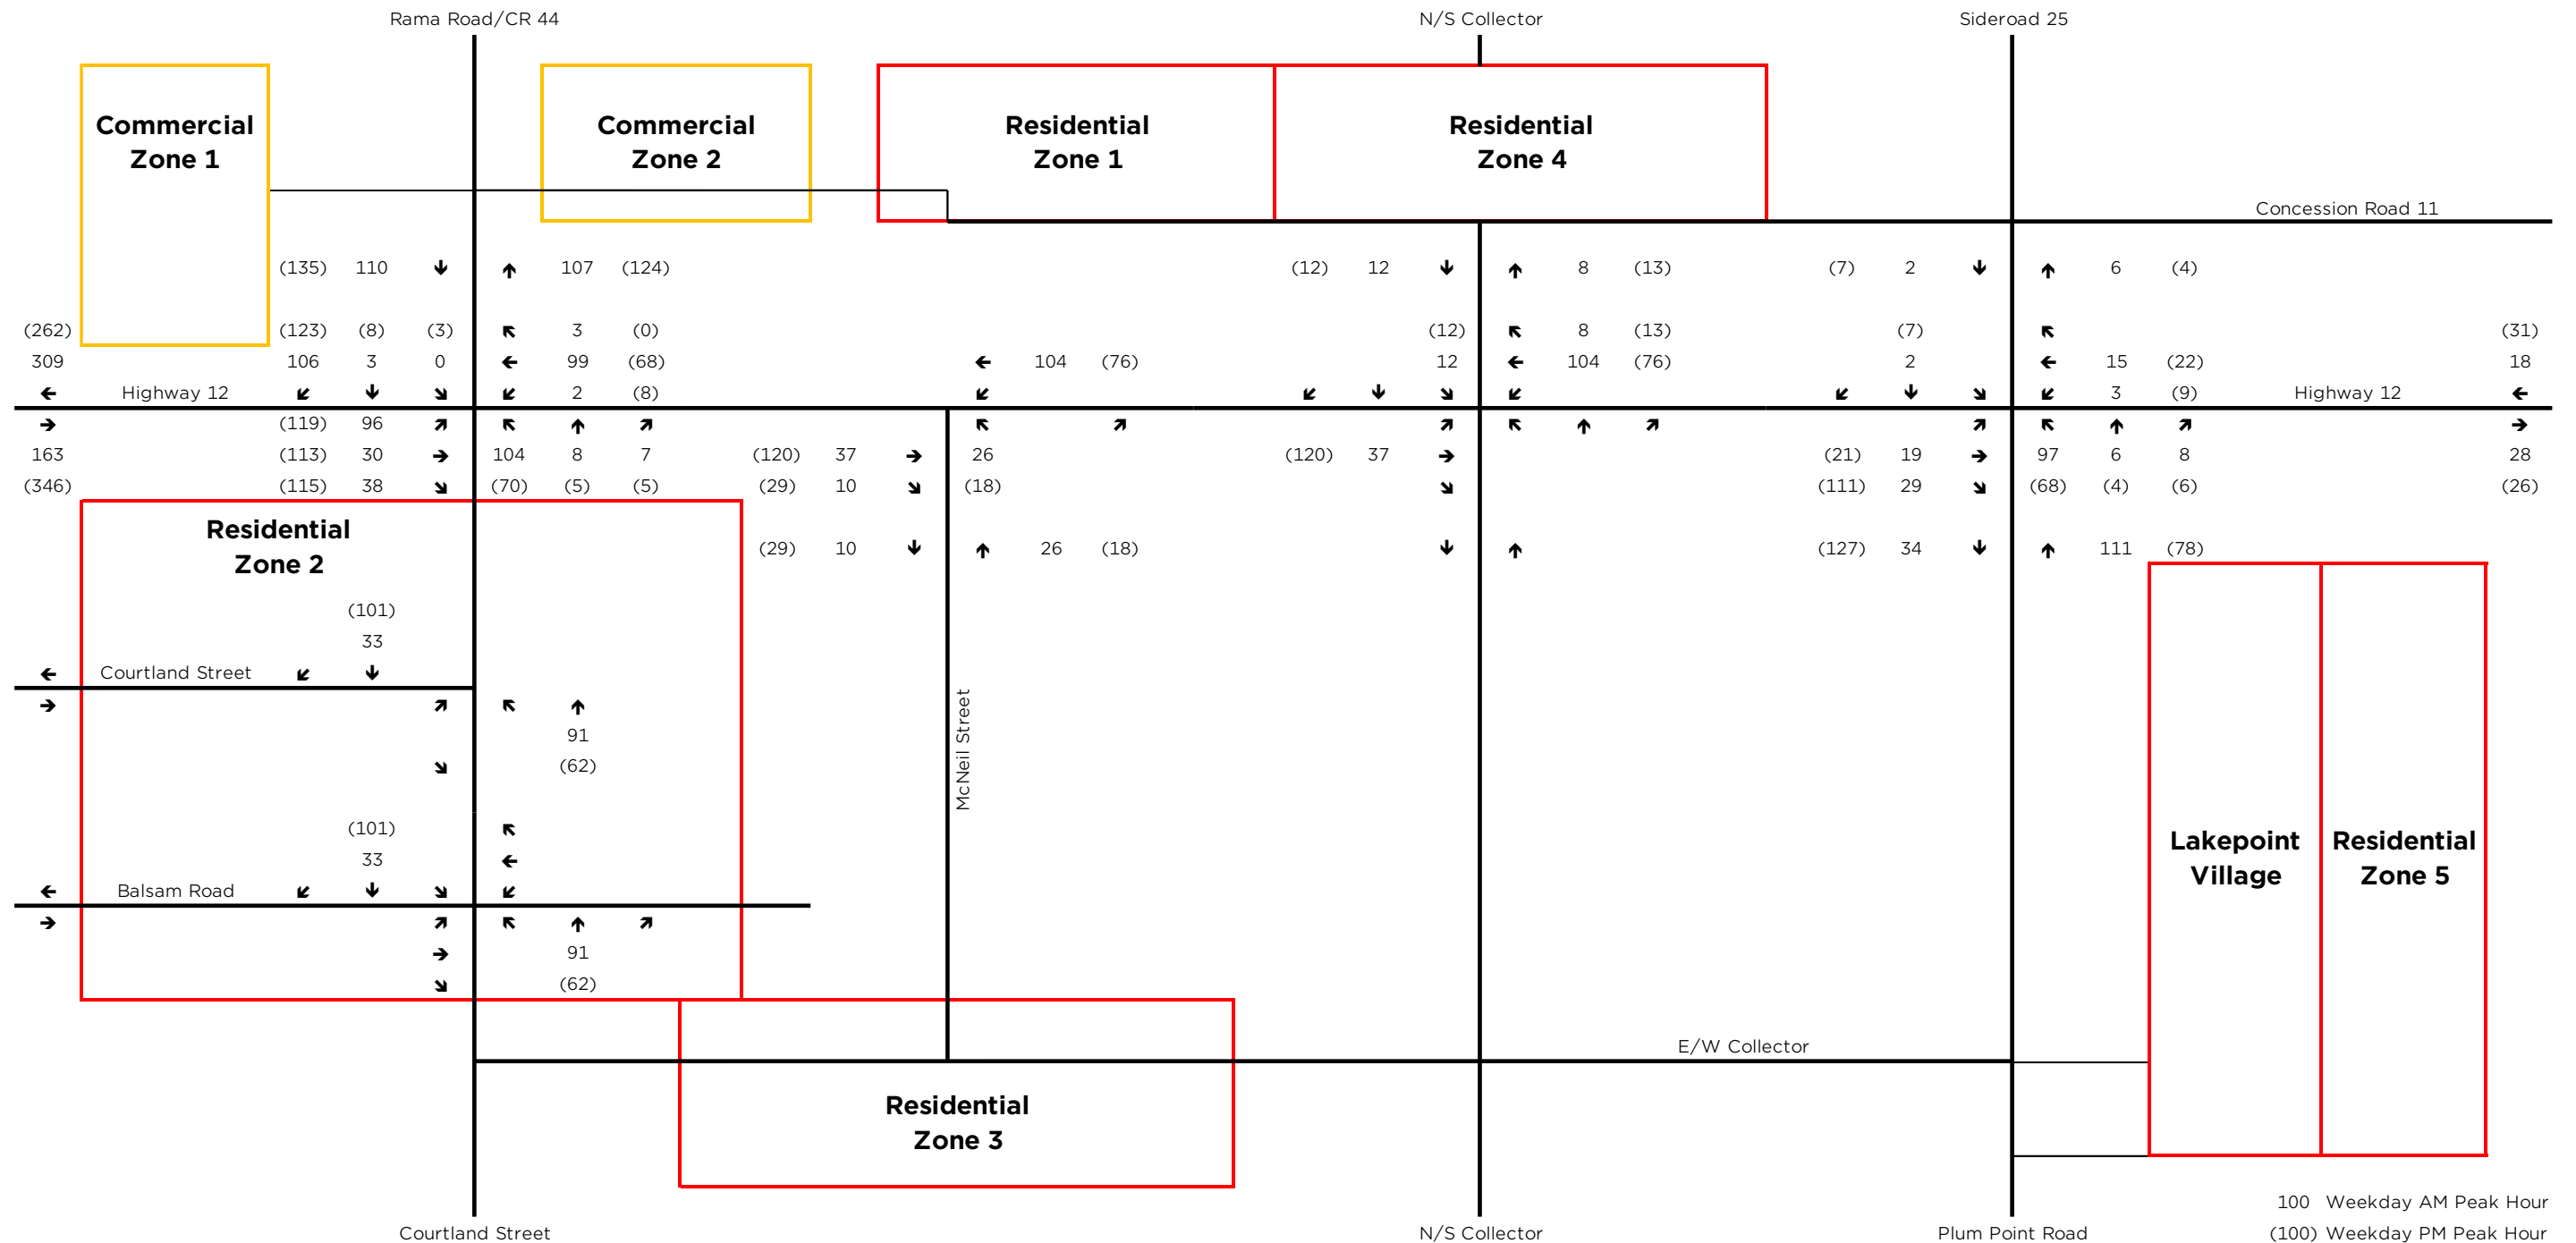 Rama Road/CR 44 N/S Collector Sideroad 25
Commercial Commercial Residential Residential
Zone 1 Zone 2 Zone 1 Zone 4
Concession Road 11
(135) 110 ↓ ↑ 107 (124) (12) 12 ↓ ↑ 8 (13) (7) 2 ↓ ↑ 6 (4)
(262) (123) (8) (3) ↖ 3 (0) (12) ↖ 8 (13) (7) ↖ (31)
309 106 3 0 ← 99 (68) ← 104 (76) 12 ← 104 (76) 2 ← 15 (22) 18
← Highway 12 ↙ ↓ ↘ ↙ 2 (8) ↙ ↙ ↓ ↘ ↙ ↙ ↓ ↘ ↙ 3 (9) Highway 12 ←
→ (119) 96 ↗ ↖ ↑ ↗ ↖ ↗ ↗ ↖ ↑ ↗ ↗ ↖ ↑ ↗ →
163 (113) 30 → 104 8 7 (120) 37 → 26 (120) 37 → (21) 19 → 97 6 8 28
(346) (115) 38 ↘ (70) (5) (5) (29) 10 ↘ (18) ↘ (111) 29 ↘ (68) (4) (6) (26)
Residential
Zone 2
(29) 10 ↓ ↑ 26 (18) ↓ ↑ (127) 34 ↓ ↑ 111 (78)
(101)
33
← Courtland Street ↙ ↓
→ ↗ ↖ ↑
91
↘ (62)
McNeil Street
(101) ↖
33 ←
← Balsam Road ↙ ↓ ↘ ↙
→ ↗ ↖ ↑ ↗
→ 91
↘ (62)
Lakepoint Residential
Village Zone 5
E/W Collector
Residential
Zone 3
100 Weekday AM Peak Hour
Courtland Street N/S Collector Plum Point Road (100) Weekday PM Peak Hour